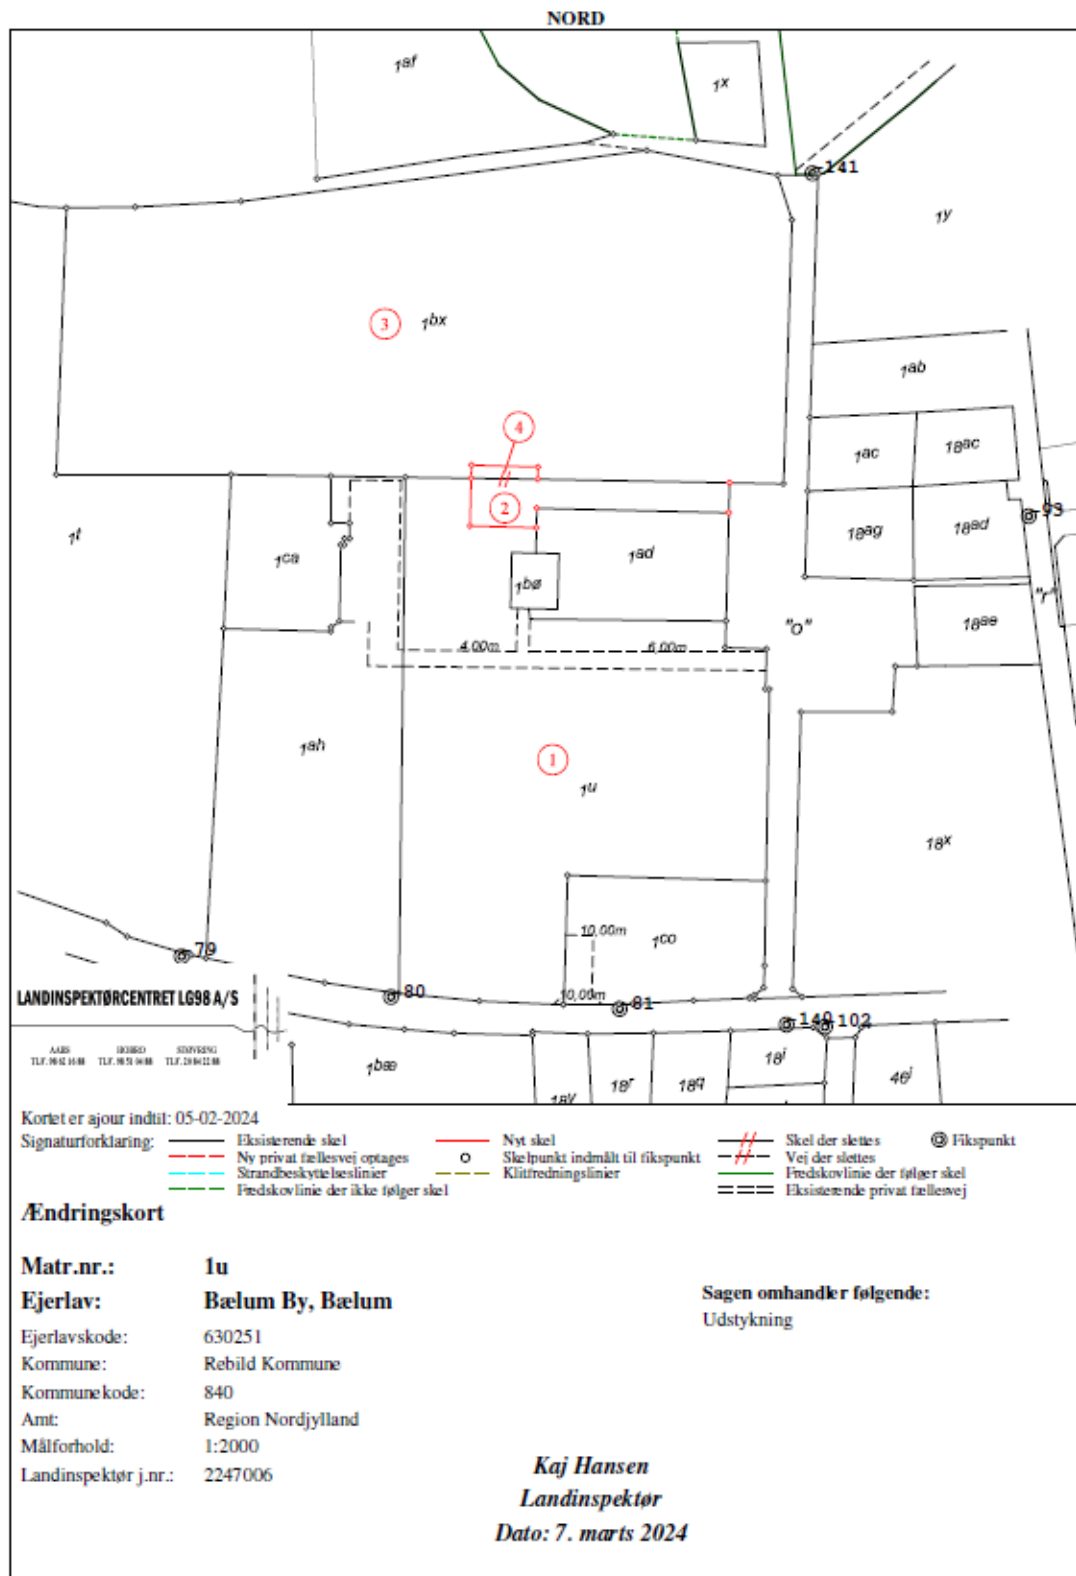 NORD
1af
1x
141
1y
3
1bx
1ab
4
1ac
18ac
2
93
1t
1ca
1ad
18ag
18ad
1bø
"r"
"o"
18ae
4,00m
6,00m
1ah
1
1u
18x
10,00m
1co
79
80
10,00m
81
140
102
LANDINSPEKTØRCENTRET LG98 A/S
AARS HOBRO STØVRING
1bæ
18v
18r
18q
18i
4ei
Kortet er ajour indtil: 05-02-2024
Signaturforklaring:
Eksisterende skel Nyt skel Skel der slettes Fikspunkt
Ny privat fællesvej optages Skelpunkt indmålt til fikspunkt Vej der slettes
Strandbeskyttelseslinier Klitfredningslinier Fredskovlinie der følger skel
Fredskovlinie der ikke følger skel Eksisterende privat fællesvej
Ændringskort
Matr.nr.: 1u
Ejerlav: Bælum By, Bælum
Sagen omhandler følgende:
Udstykning
Ejerlavskode: 630251
Kommune: Rebild Kommune
Kommunekode: 840
Amt: Region Nordjylland
Målforhold: 1:2000
Landinspektør j.nr.: 2247006
Kaj Hansen
Landinspektør
Dato: 7. marts 2024